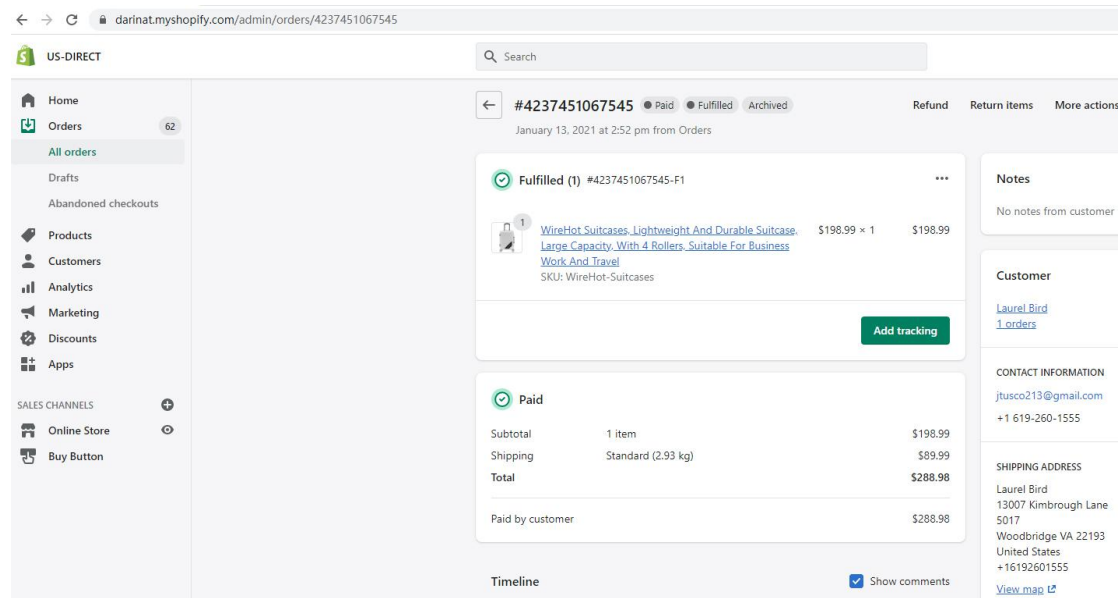 darinat.myshopify.com/admin/orders/4237451067545
US-DIRECT
Search
Home
Orders 62
All orders
Drafts
Abandoned checkouts
Products
Customers
Analytics
Marketing
Discounts
Apps
SALES CHANNELS
Online Store
Buy Button
#4237451067545 Paid Fulfilled Archived
Refund Return items More actions
January 13, 2021 at 2:52 pm from Orders
Fulfilled (1) #4237451067545-F1
1
WireHot Suitcases, Lightweight And Durable Suitcase, $198.99 × 1 $198.99
Large Capacity, With 4 Rollers, Suitable For Business
Work And Travel
SKU: WireHot-Suitcases
Add tracking
Paid
Subtotal 1 item $198.99
Shipping Standard (2.93 kg) $89.99
Total $288.98
Paid by customer $288.98
Timeline Show comments
Notes
No notes from customer
Customer
Laurel Bird
1 orders
CONTACT INFORMATION
jtusco213@gmail.com
+1 619-260-1555
SHIPPING ADDRESS
Laurel Bird
13007 Kimbrough Lane
5017
Woodbridge VA 22193
United States
+16192601555
View map